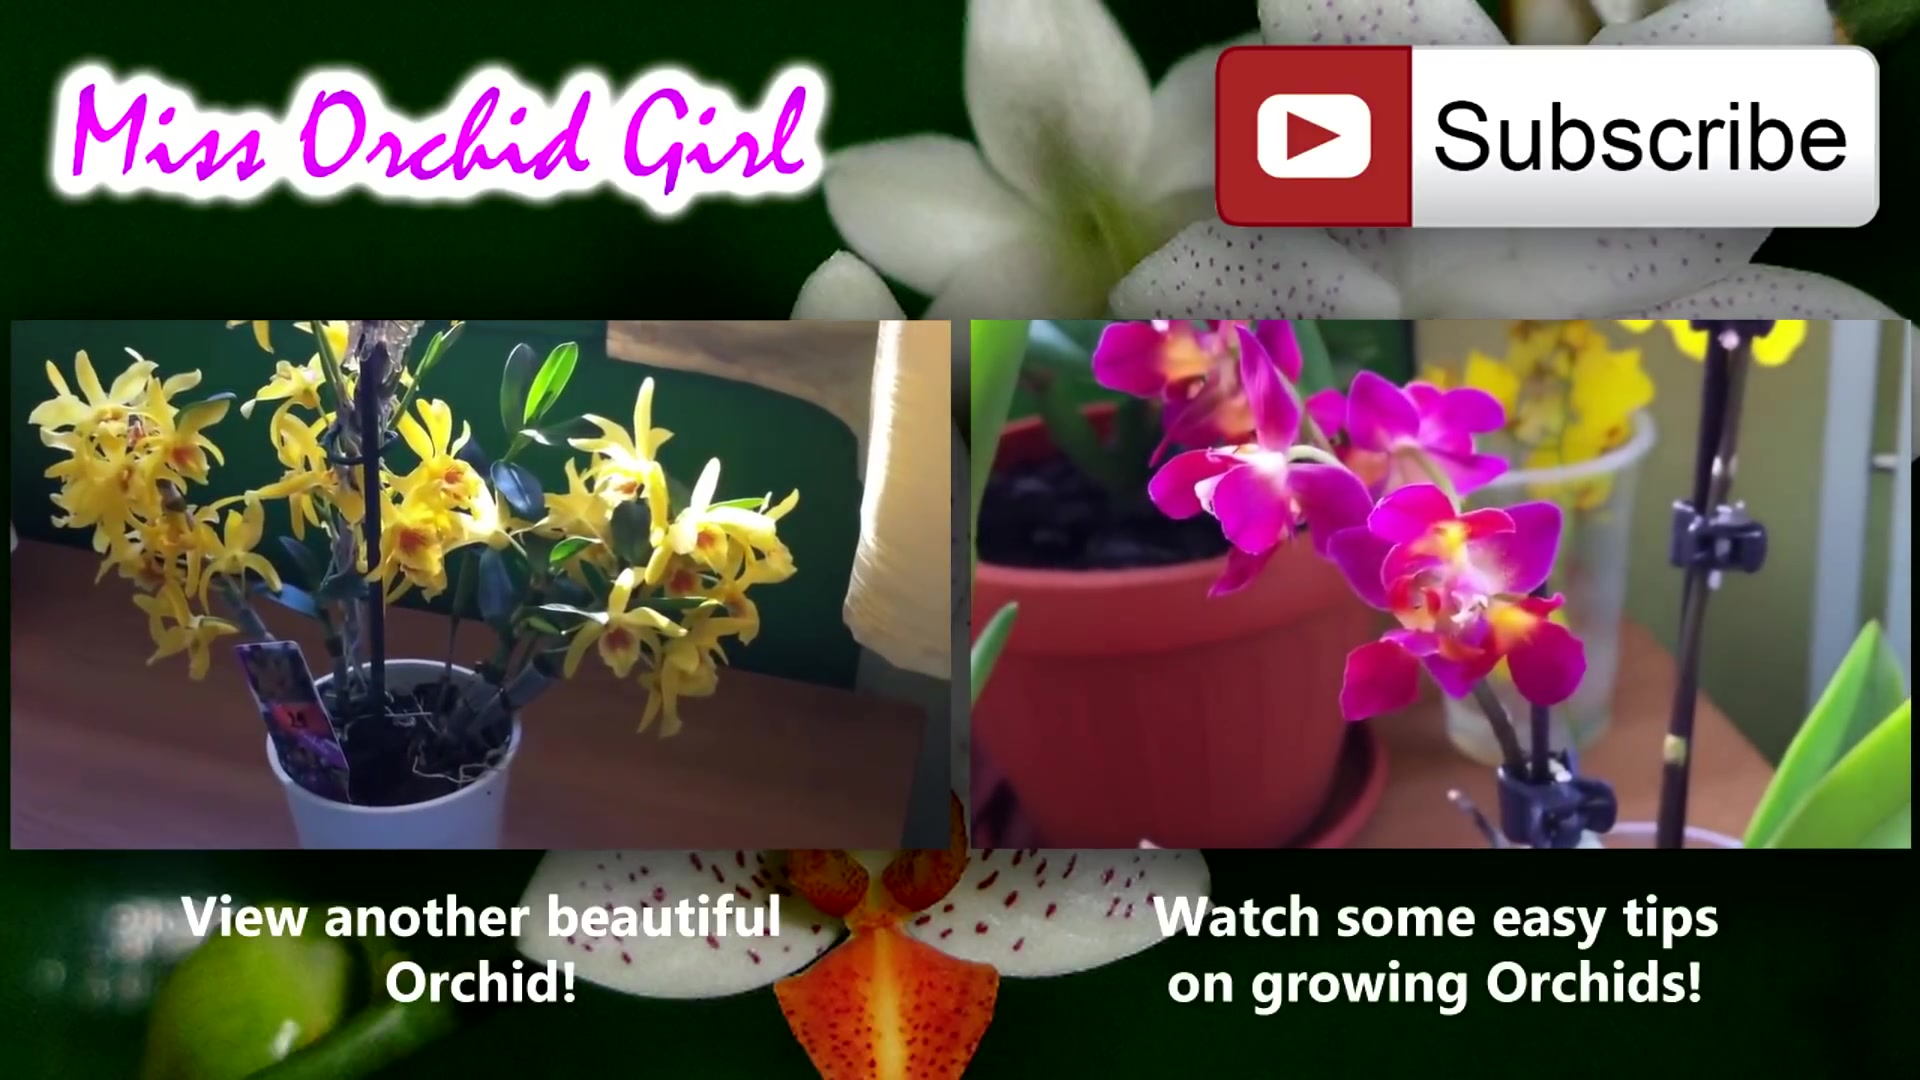 Miss Orchid Girl
Subscribe
View another beautiful
Orchid!
Watch some easy tips
on growing Orchids!